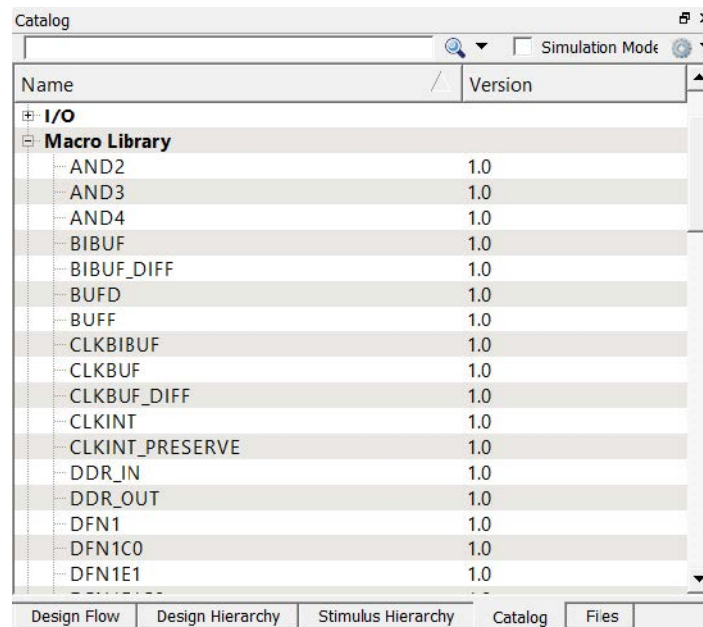 Catalog
Simulation Mode
Name Version
I/O
Macro Library
AND2 1.0
AND3 1.0
AND4 1.0
BIBUF 1.0
BIBUF_DIFF 1.0
BUFD 1.0
BUFF 1.0
CLKBIBUF 1.0
CLKBUF 1.0
CLKBUF_DIFF 1.0
CLKINT 1.0
CLKINT_PRESERVE 1.0
DDR_IN 1.0
DDR_OUT 1.0
DFN1 1.0
DFN1C0 1.0
DFN1E1 1.0
Design Flow Design Hierarchy Stimulus Hierarchy Catalog Files